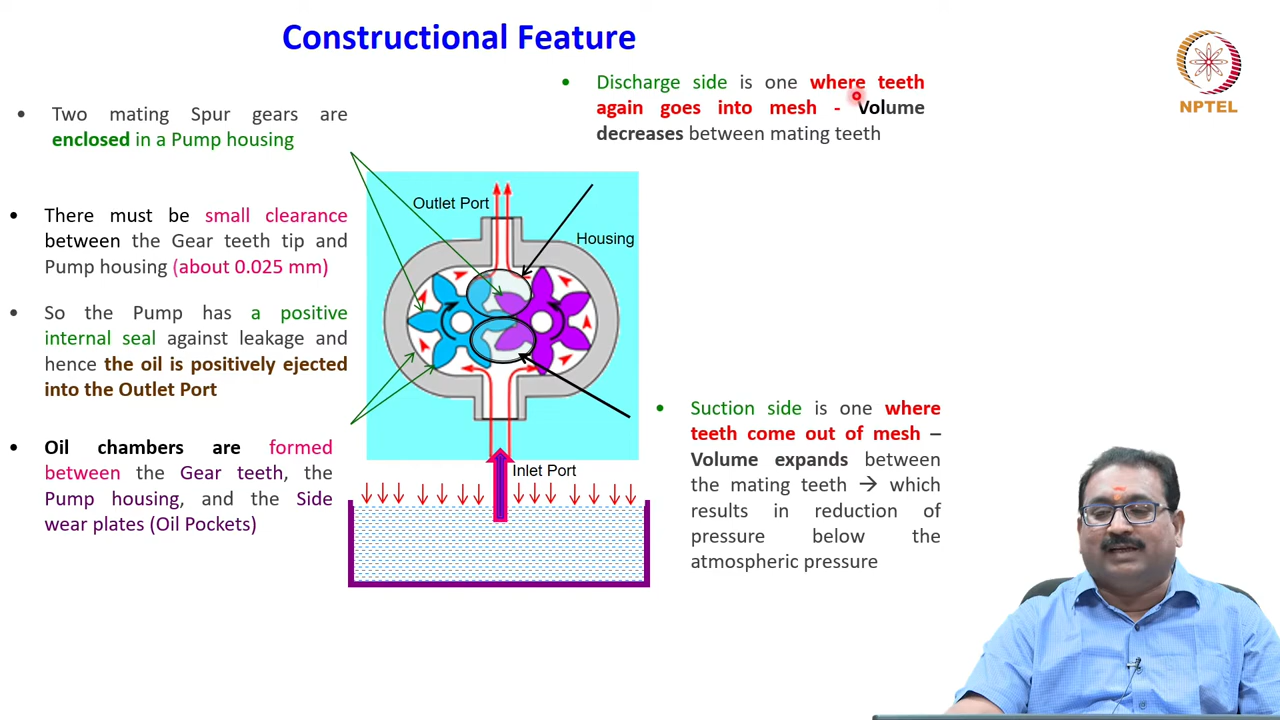 Constructional Feature
NPTEL
• Discharge side is one where teeth
again goes into mesh - Volume
decreases between mating teeth
• Two mating Spur gears are
enclosed in a Pump housing
• There must be small clearance
between the Gear teeth tip and
Pump housing (about 0.025 mm)
• So the Pump has a positive
internal seal against leakage and
hence the oil is positively ejected
into the Outlet Port
• Oil chambers are formed
between the Gear teeth, the
Pump housing, and the Side
wear plates (Oil Pockets)
Outlet Port
Housing
Inlet Port
• Suction side is one where
teeth come out of mesh –
Volume expands between
the mating teeth → which
results in reduction of
pressure below the
atmospheric pressure